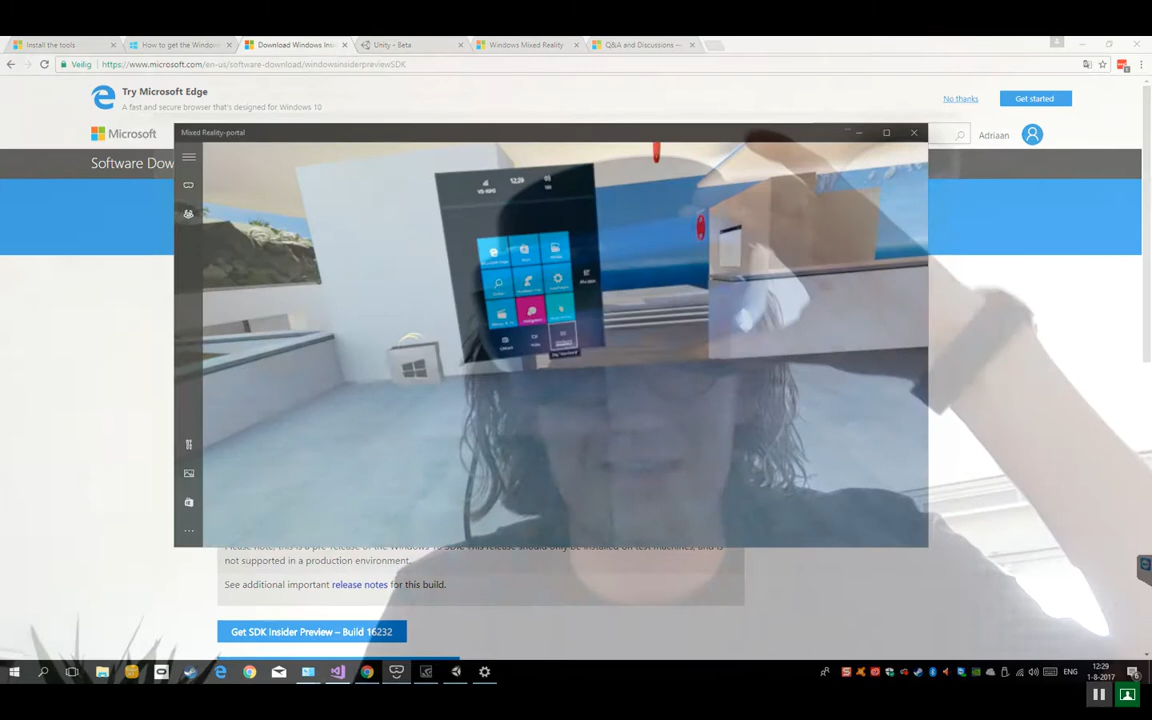 Install the tools
How to get the Window
Download Windows Insi
Unity - Beta
Windows Mixed Reality
Q&A and Discussions —
Veilig
https://www.microsoft.com/en-us/software-download/windowsinsiderpreviewSDK
Try Microsoft Edge
A fast and secure browser that's designed for Windows 10
No thanks
Get started
Microsoft
Adriaan
Mixed Reality-portal
Software Dow
12:29
not supported in a production environment.
See additional important release notes for this build.
Get SDK Insider Preview – Build 16232
ENG
12:29
1-8-2017